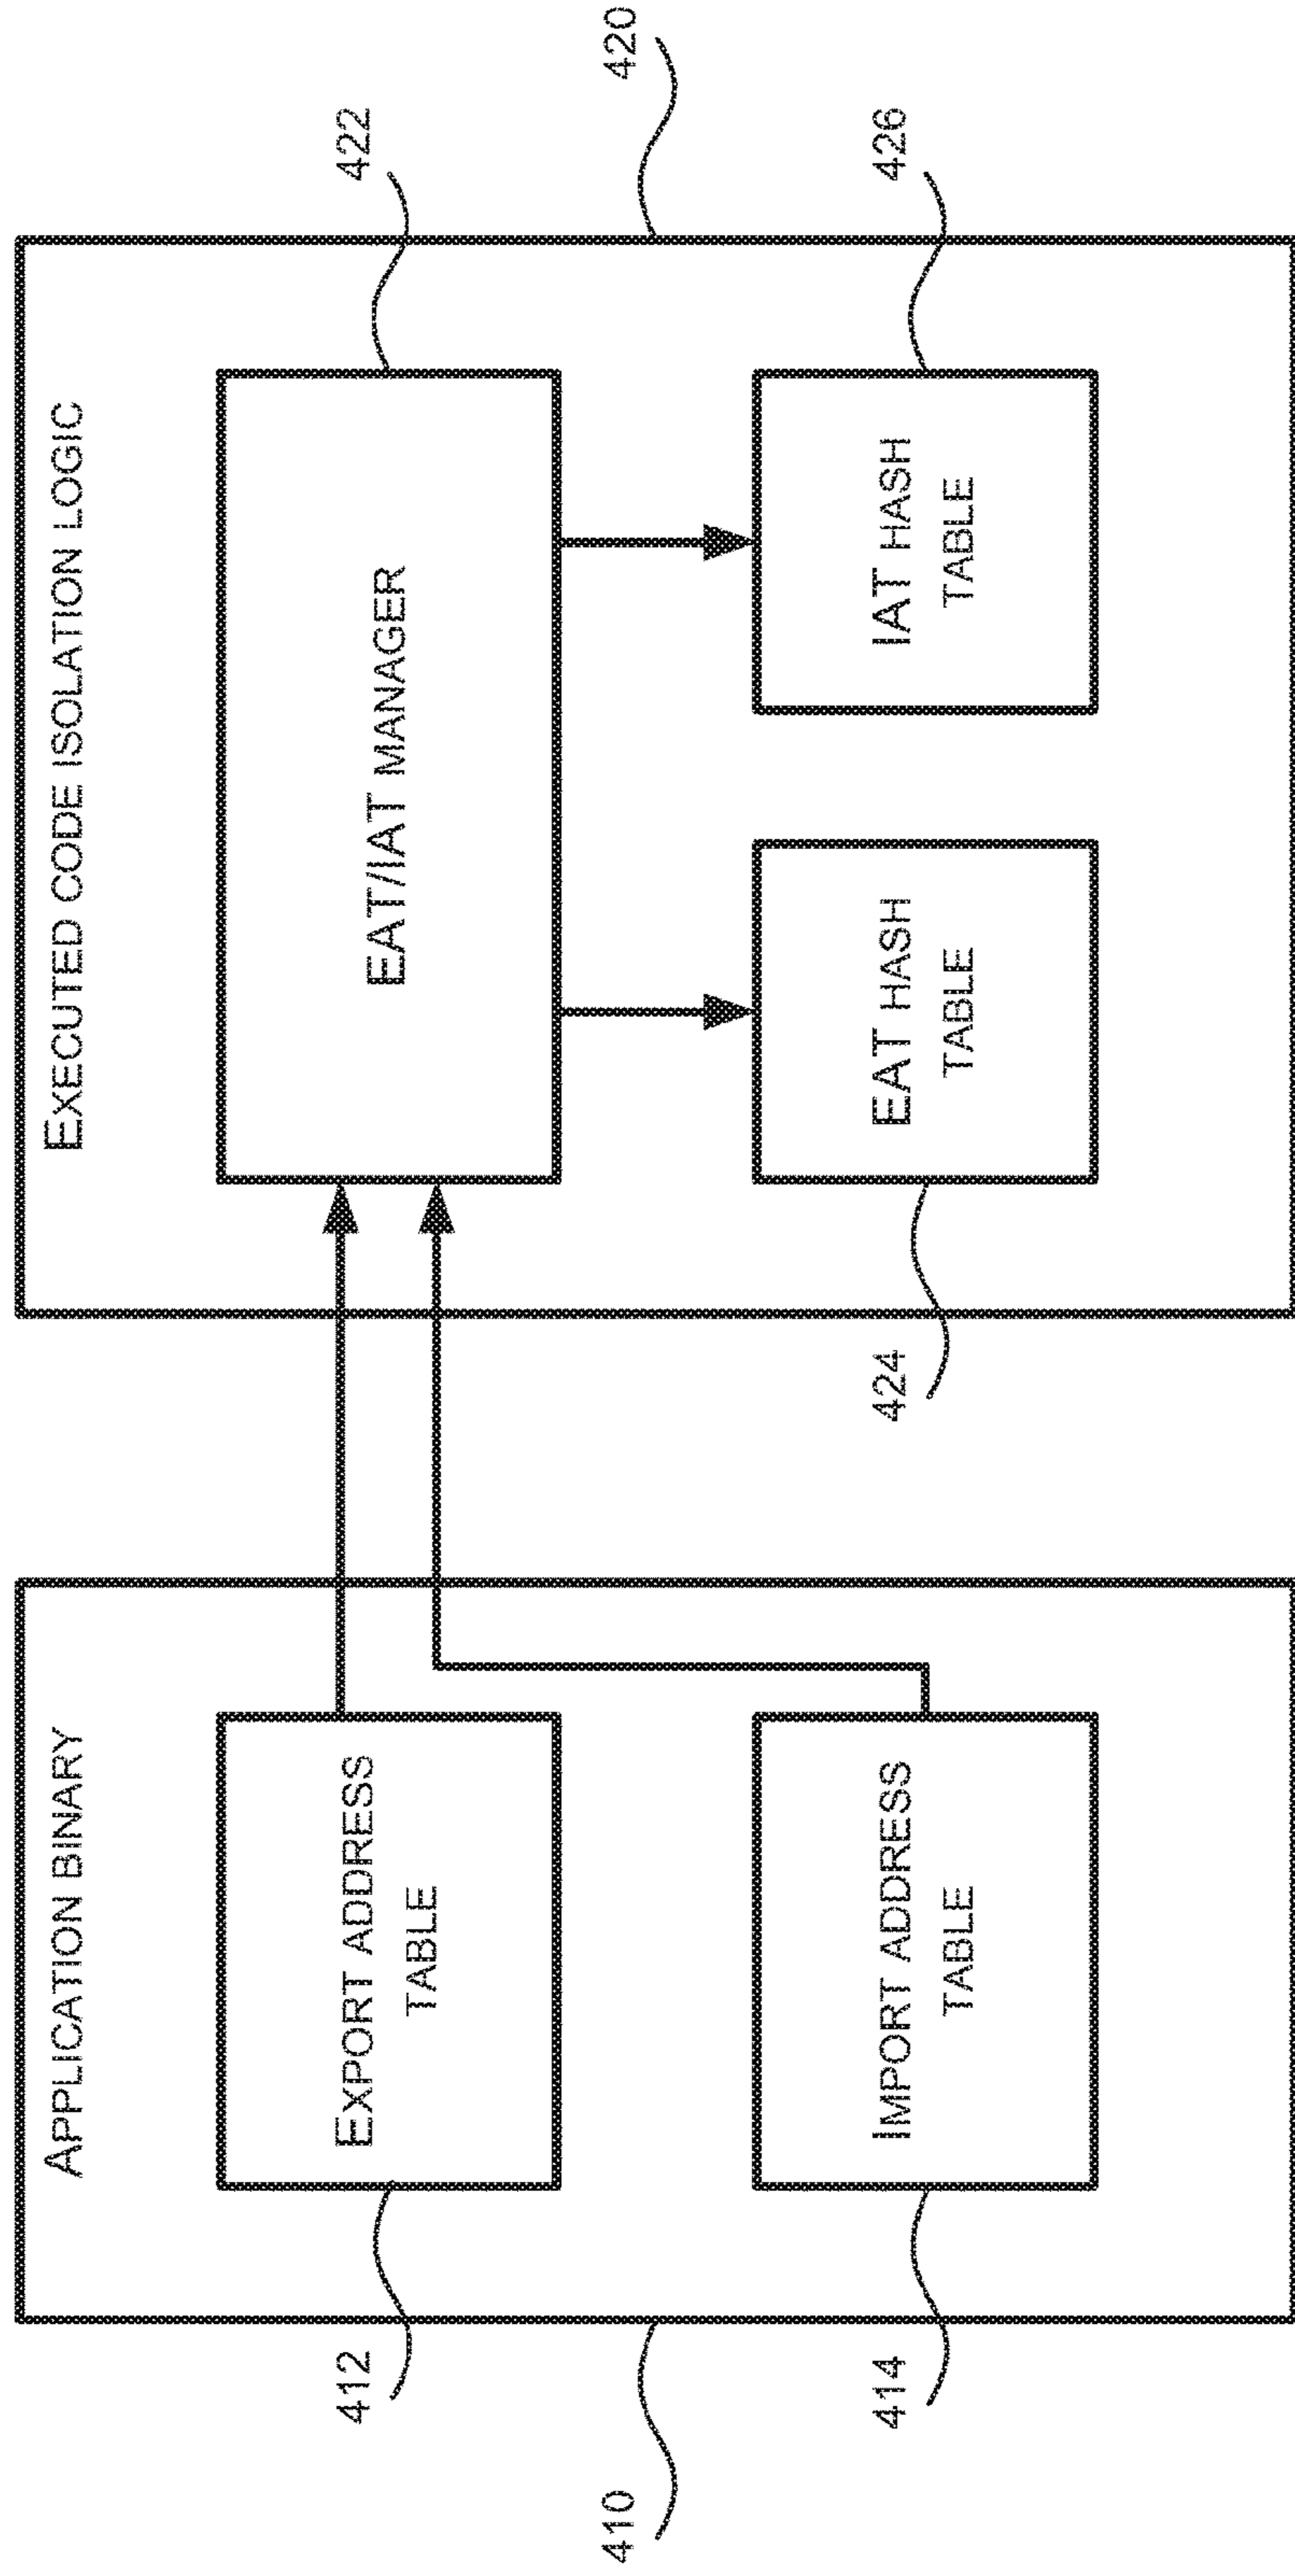 APPLICATION BINARY
EXPORT ADDRESS
TABLE
412
IMPORT ADDRESS
TABLE
414
410
EXECUTED CODE ISOLATION LOGIC
EAT/IAT MANAGER
422
EAT HASH
TABLE
424
IAT HASH
TABLE
426
420